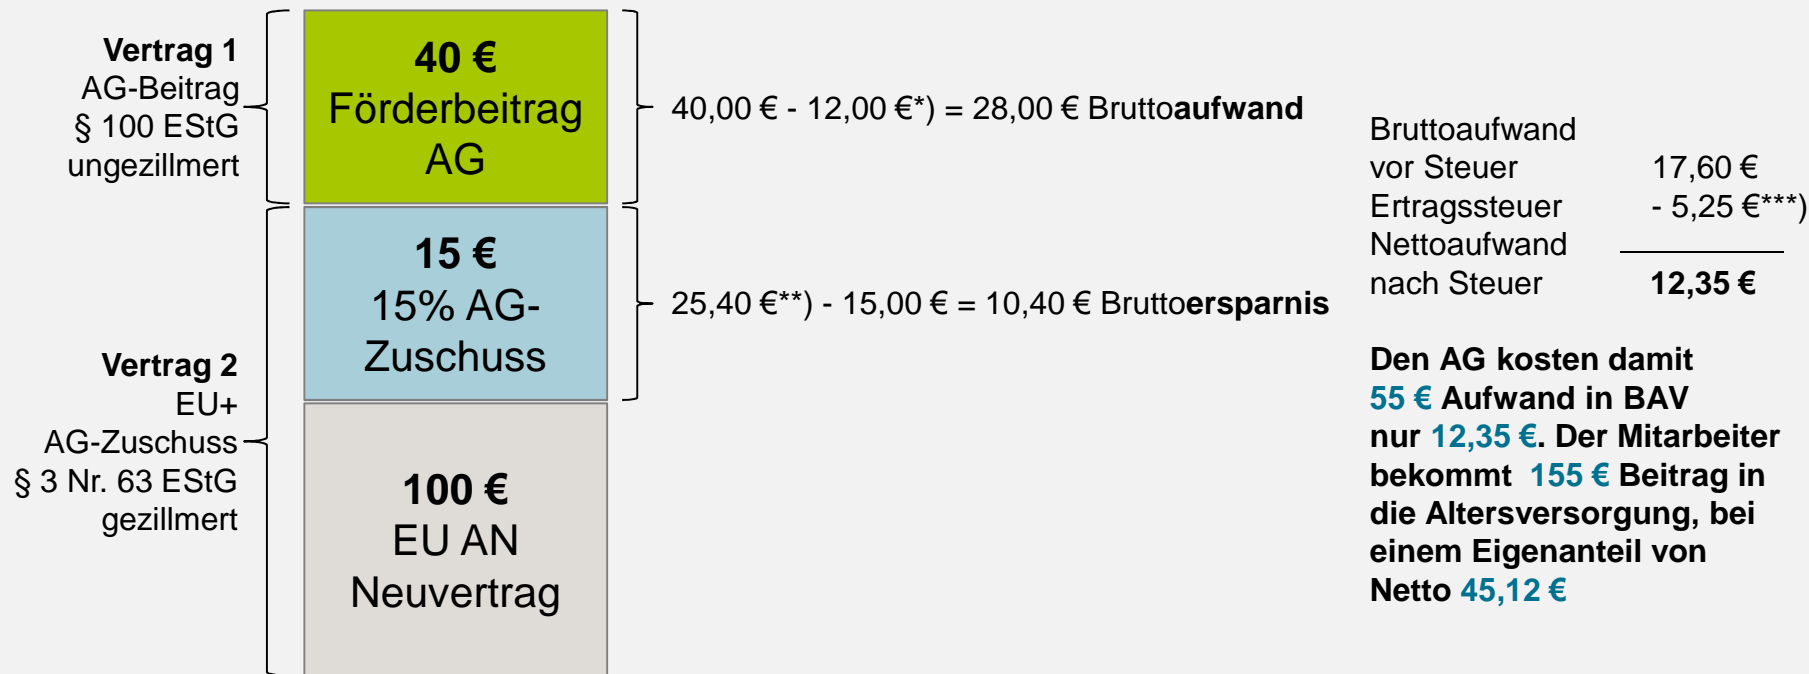 Vertrag 1
AG-Beitrag
§ 100 EStG
ungezillmert
40 €
Förderbeitrag
AG
40,00 € - 12,00 €*) = 28,00 € Bruttoaufwand
15 €
15% AG-
Zuschuss
25,40 €**) - 15,00 € = 10,40 € Bruttoersparnis
Vertrag 2
EU+
AG-Zuschuss
§ 3 Nr. 63 EStG
gezillmert
100 €
EU AN
Neuvertrag
Bruttoaufwand
vor Steuer 17,60 €
Ertragssteuer - 5,25 €***)
Nettoaufwand
nach Steuer 12,35 €
Den AG kosten damit
55 € Aufwand in BAV
nur 12,35 €. Der Mitarbeiter
bekommt 155 € Beitrag in
die Altersversorgung, bei
einem Eigenanteil von
Netto 45,12 €